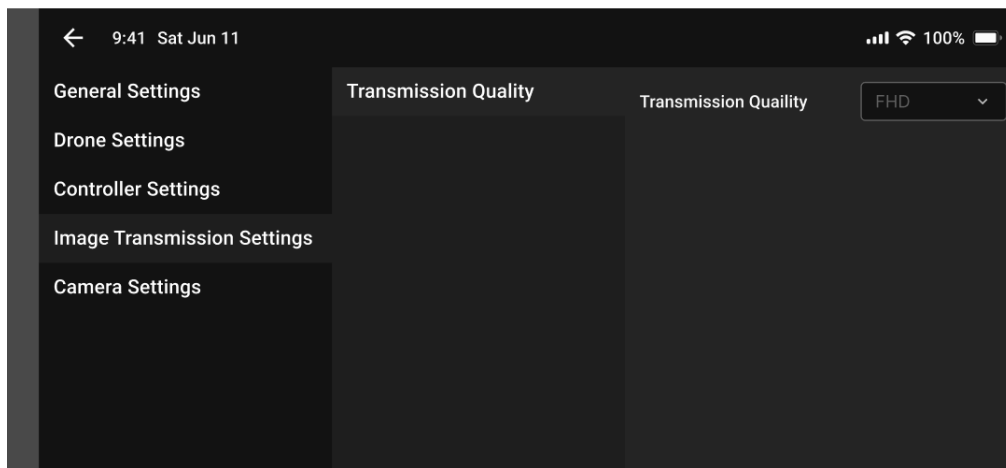 9:41 Sat Jun 11
100%
General Settings
Drone Settings
Controller Settings
Image Transmission Settings
Camera Settings
Transmission Quality
Transmission Quaility
FHD